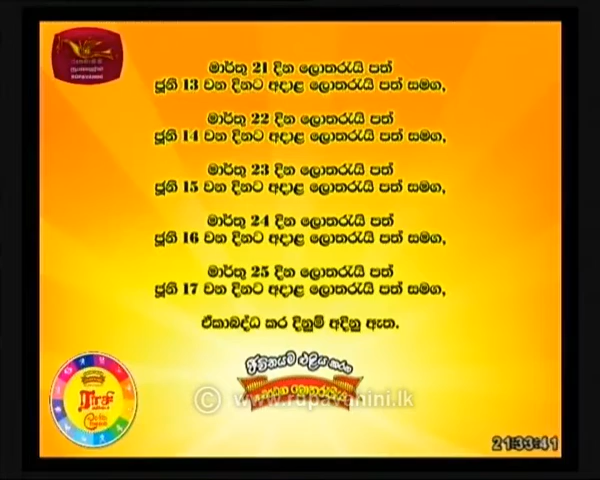 මාර්තු 21 දින ලොතරැයි පත්
ජූනි 13 වන දිනට අදාළ ලොතරැයි පත් සමග,
මාර්තු 22 දින ලොතරැයි පත්
ජූනි 14 වන දිනට අදාළ ලොතරැයි පත් සමග,
මාර්තු 23 දින ලොතරැයි පත්
ජූනි 15 වන දිනට අදාළ ලොතරැයි පත් සමග,
මාර්තු 24 දින ලොතරැයි පත්
ජූනි 16 වන දිනට අදාළ ලොතරැයි පත් සමග,
මාර්තු 25 දින ලොතරැයි පත්
ජූනි 17 වන දිනට අදාළ ලොතරැයි පත් සමග,
ඒකාබද්ධ කර දිනුම් අදිනු ඇත.
ජීවිතයම එළිය කරන
© www.rupavahini.lk
21:33:41